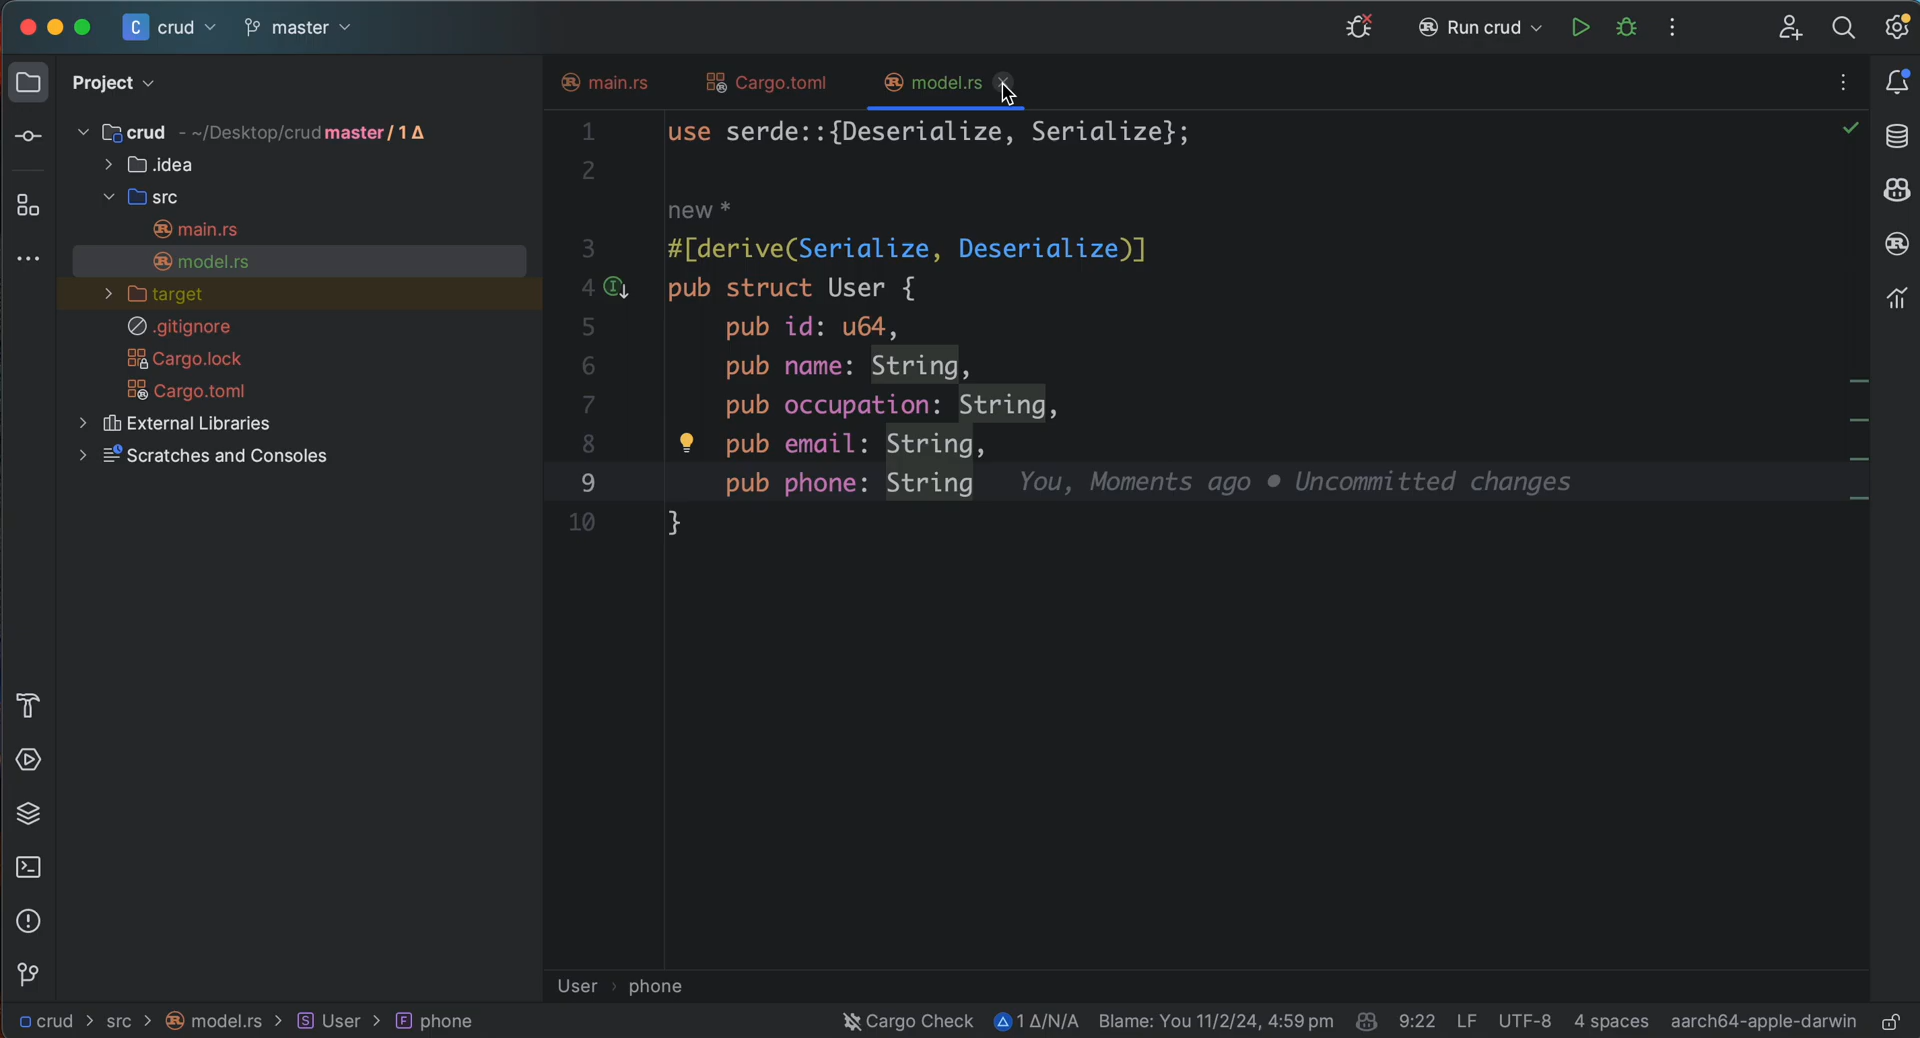 C crud master Run crud
Project
main.rs Cargo.toml model.rs
crud - ~/Desktop/crud master / 1 Δ
.idea
src
main.rs
model.rs
target
.gitignore
Cargo.lock
Cargo.toml
External Libraries
Scratches and Consoles
1 use serde::{Deserialize, Serialize};
2
new *
3 #[derive(Serialize, Deserialize)]
4 pub struct User {
5 pub id: u64,
6 pub name: String,
7 pub occupation: String,
8 pub email: String,
9 pub phone: String You, Moments ago • Uncommitted changes
10 }
User › phone
crud > src > model.rs > S User > F phone Cargo Check 1 Δ/N/A Blame: You 11/2/24, 4:59 pm 9:22 LF UTF-8 4 spaces aarch64-apple-darwin